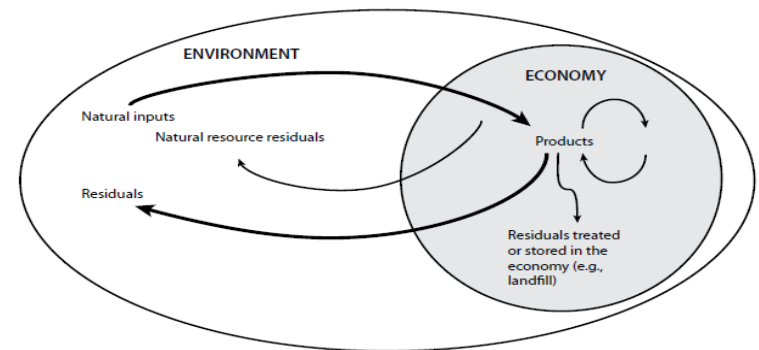 ENVIRONMENT
ECONOMY
Natural inputs
Natural resource residuals
Products
Residuals
Residuals treated
or stored in the
economy (e.g.,
landfill)